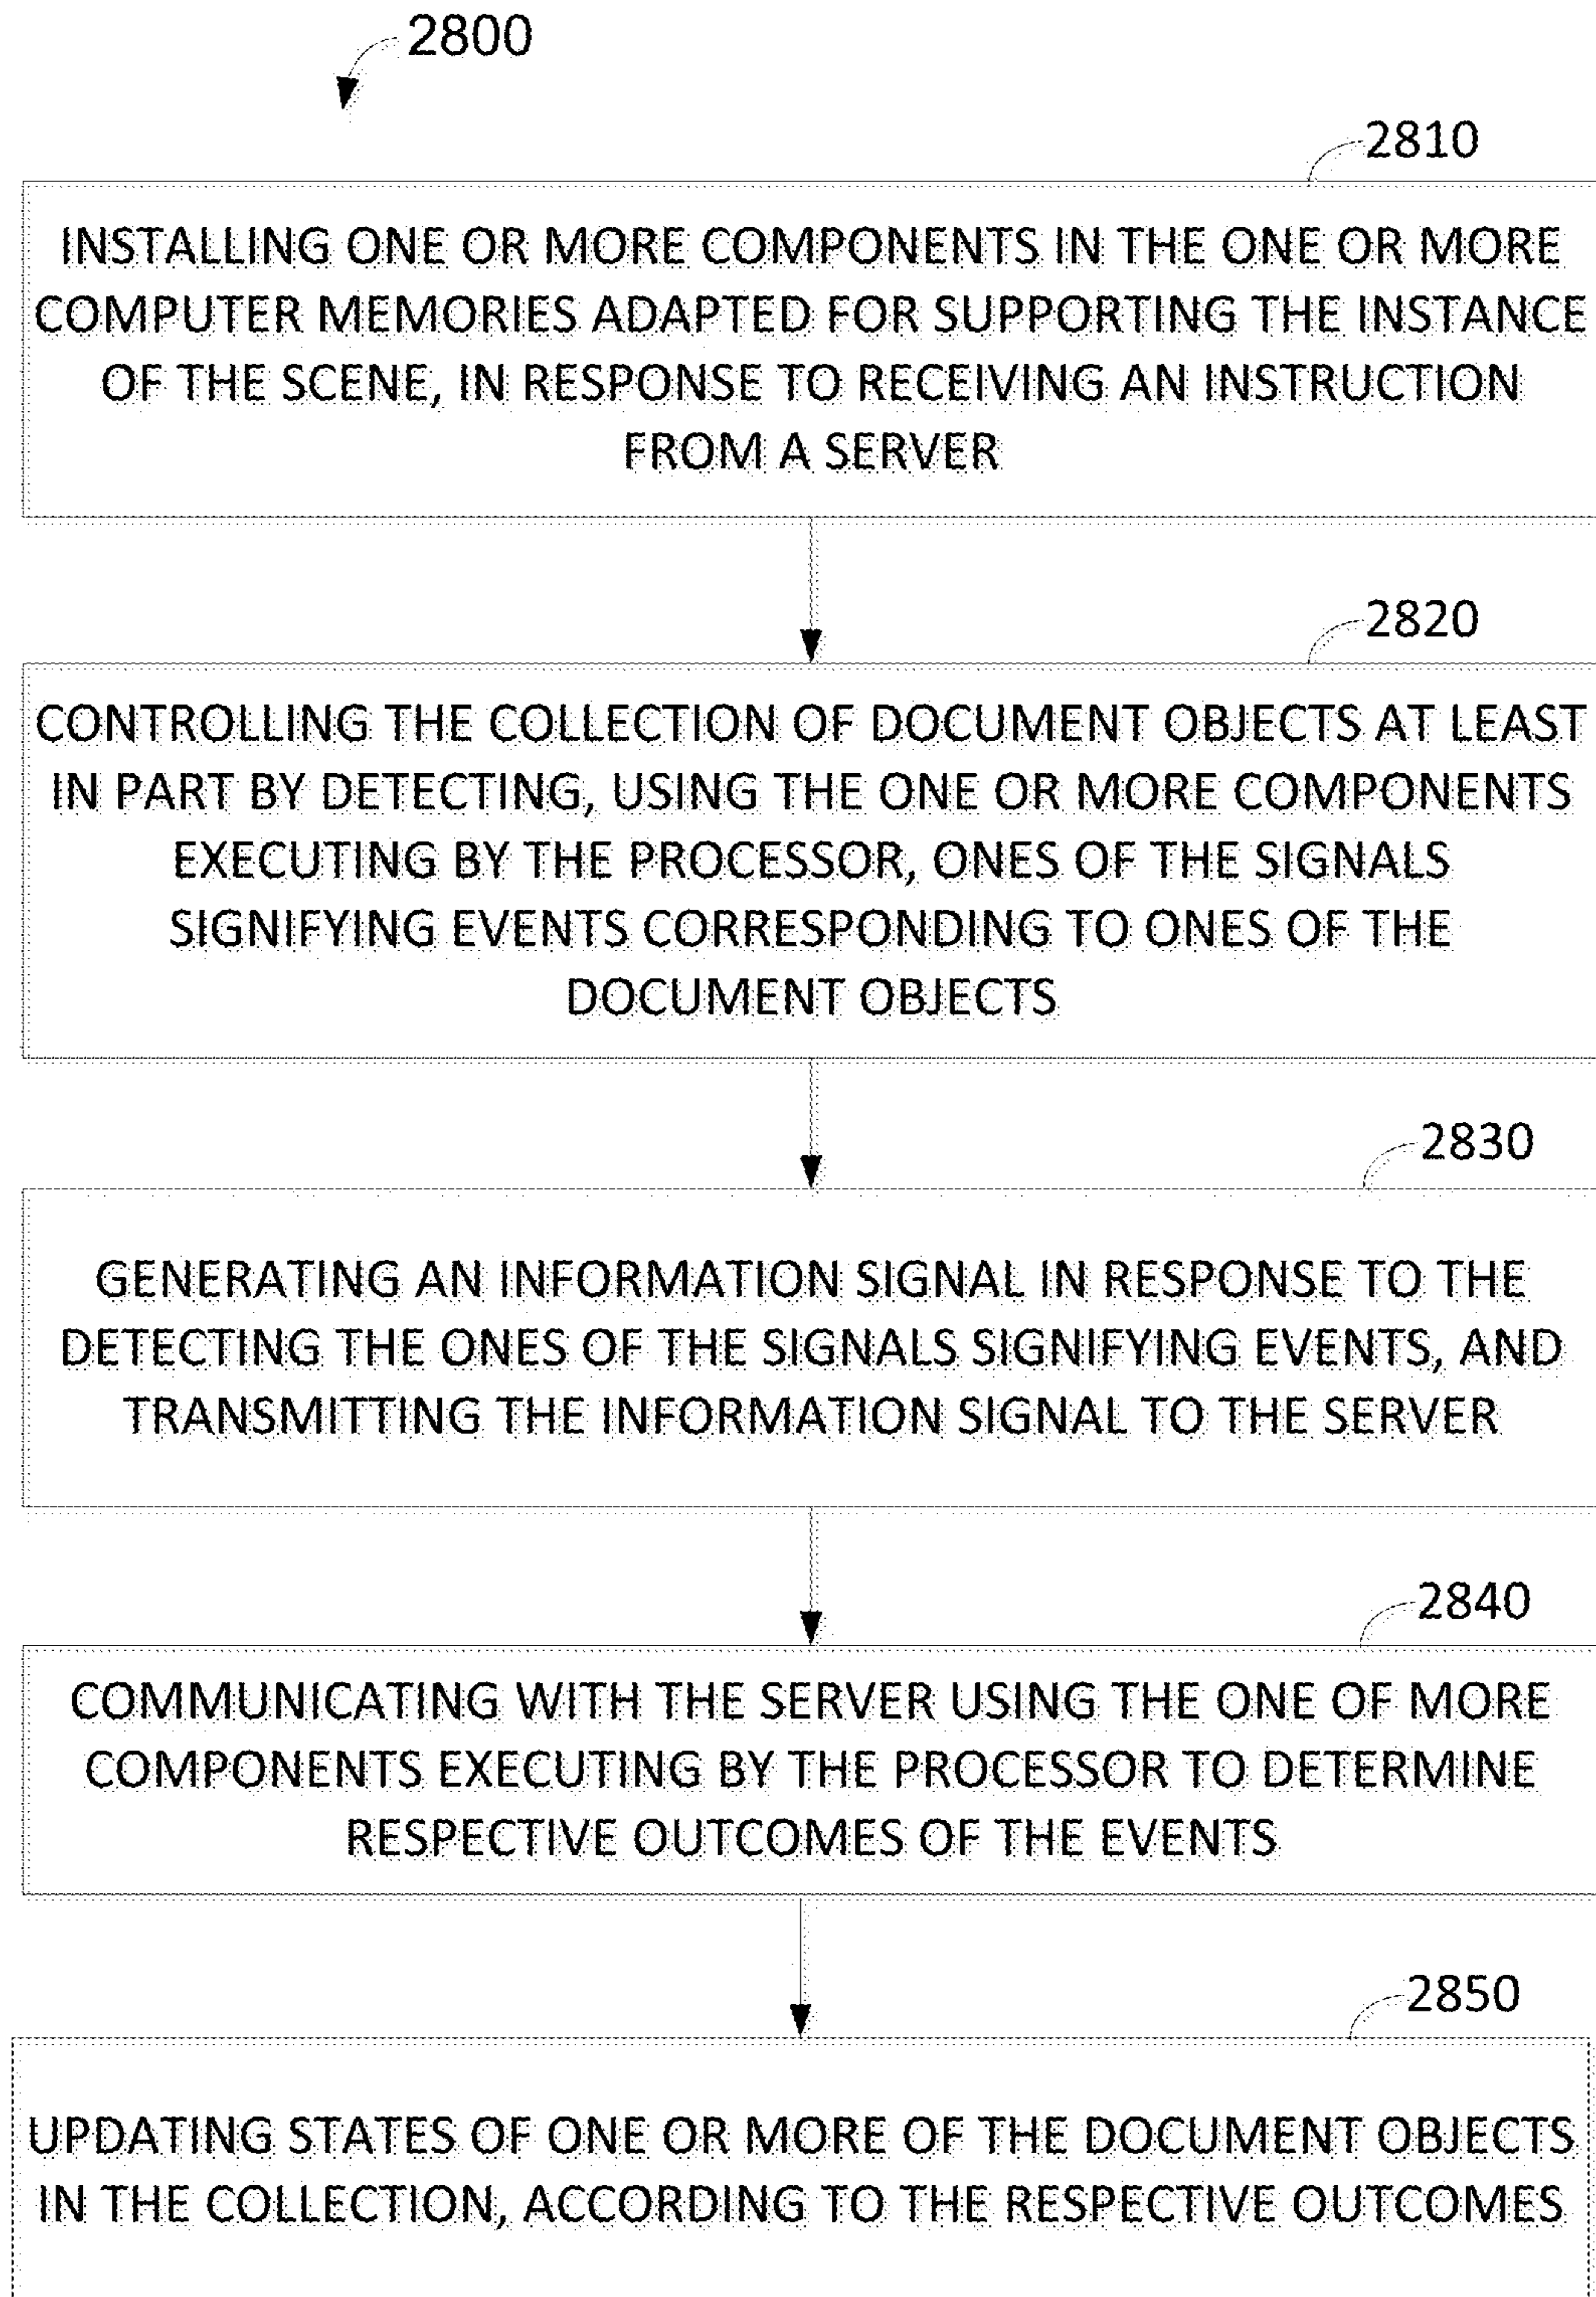 2800
2810
INSTALLING ONE OR MORE COMPONENTS IN THE ONE OR MORE
COMPUTER MEMORIES ADAPTED FOR SUPPORTING THE INSTANCE
OF THE SCENE, IN RESPONSE TO RECEIVING AN INSTRUCTION
FROM A SERVER
2820
CONTROLLING THE COLLECTION OF DOCUMENT OBJECTS AT LEAST
IN PART BY DETECTING, USING THE ONE OR MORE COMPONENTS
EXECUTING BY THE PROCESSOR, ONES OF THE SIGNALS
SIGNIFYING EVENTS CORRESPONDING TO ONES OF THE
DOCUMENT OBJECTS
2830
GENERATING AN INFORMATION SIGNAL IN RESPONSE TO THE
DETECTING THE ONES OF THE SIGNALS SIGNIFYING EVENTS, AND
TRANSMITTING THE INFORMATION SIGNAL TO THE SERVER
2840
COMMUNICATING WITH THE SERVER USING THE ONE OF MORE
COMPONENTS EXECUTING BY THE PROCESSOR TO DETERMINE
RESPECTIVE OUTCOMES OF THE EVENTS
2850
UPDATING STATES OF ONE OR MORE OF THE DOCUMENT OBJECTS
IN THE COLLECTION, ACCORDING TO THE RESPECTIVE OUTCOMES